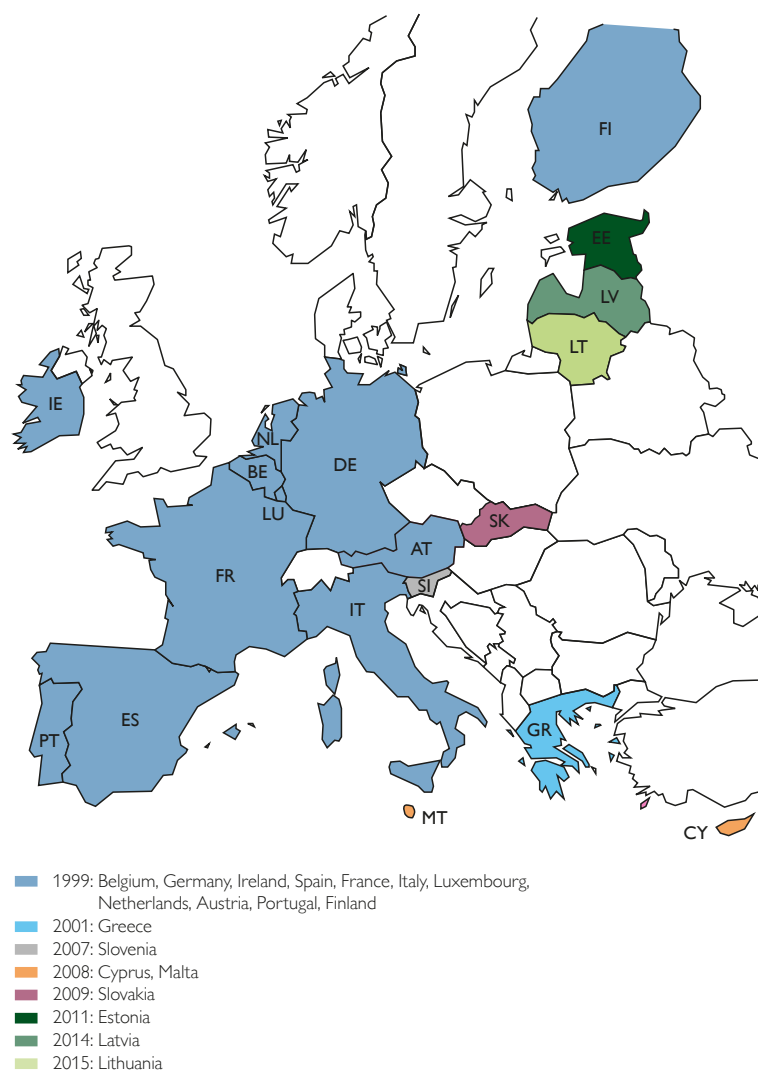 FI
EE
LV
LT
IE
NL
BE
DE
LU
SK
AT
FR
SI
IT
ES
PT
GR
MT
CY
1999: Belgium, Germany, Ireland, Spain, France, Italy, Luxembourg,
Netherlands, Austria, Portugal, Finland
2001: Greece
2007: Slovenia
2008: Cyprus, Malta
2009: Slovakia
2011: Estonia
2014: Latvia
2015: Lithuania